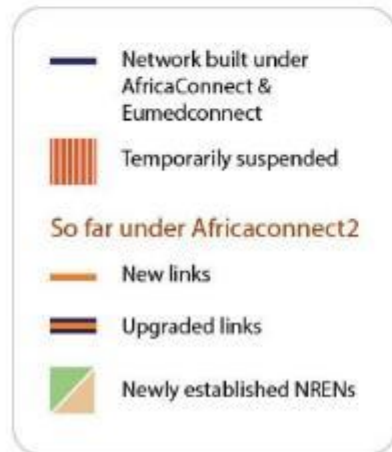 Network built under
AfricaConnect &
Eumedconnect
Temporarily suspended
So far under Africaconnect2
New links
Upgraded links
Newly established NRENs